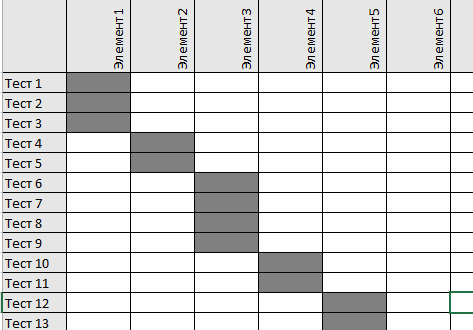 Элемент1
Элемент2
Элемент3
Элемент4
Элемент5
Элемент6
Тест 1
Тест 2
Тест 3
Тест 4
Тест 5
Тест 6
Тест 7
Тест 8
Тест 9
Тест 10
Тест 11
Тест 12
Тест 13